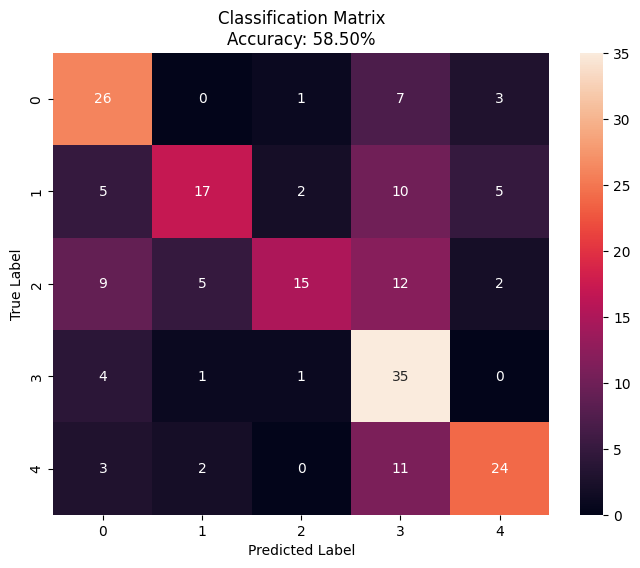 Classification Matrix
Accuracy: 58.50%
True Label
0 26 0 1 7 3
1 5 17 2 10 5
2 9 5 15 12 2
3 4 1 1 35 0
4 3 2 0 11 24
0 1 2 3 4
Predicted Label
35
30
25
20
15
10
5
0